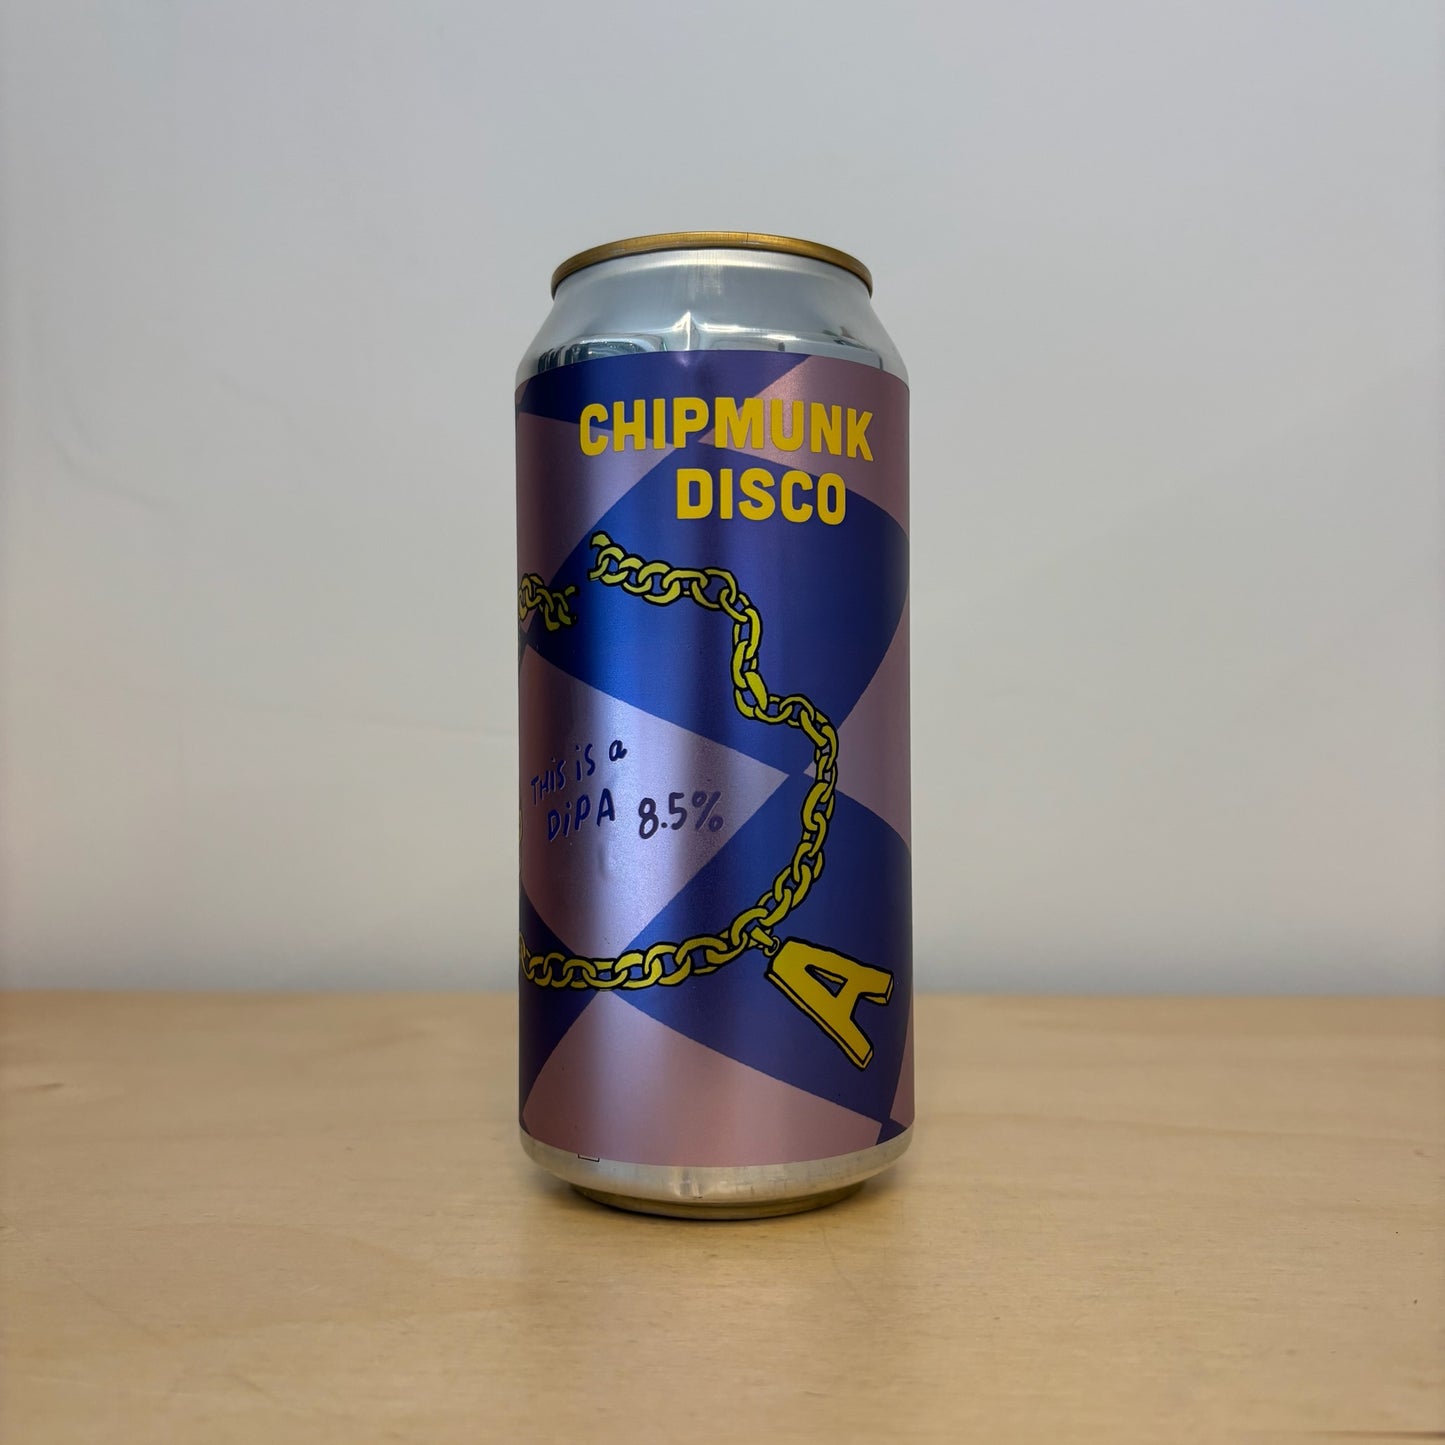 CHIPMUNK
DISCO
THIS is a
DiPA 8.5%
A